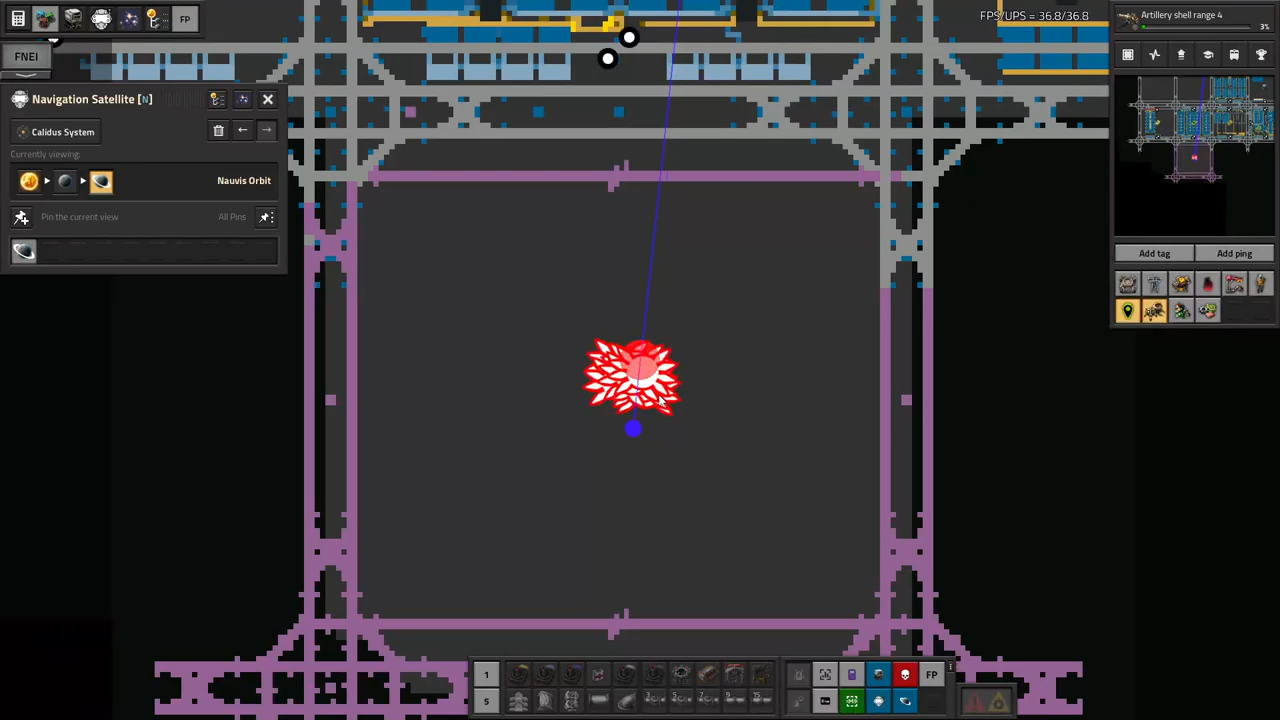 FP
FPS/UPS = 36.8/36.8
Artillery shell range 4
3%
FNEI
Navigation Satellite [N]
Calidus System
Currently viewing:
Nauvis Orbit
Pin the current view
All Pins
Add tag
Add ping
1
FP
5